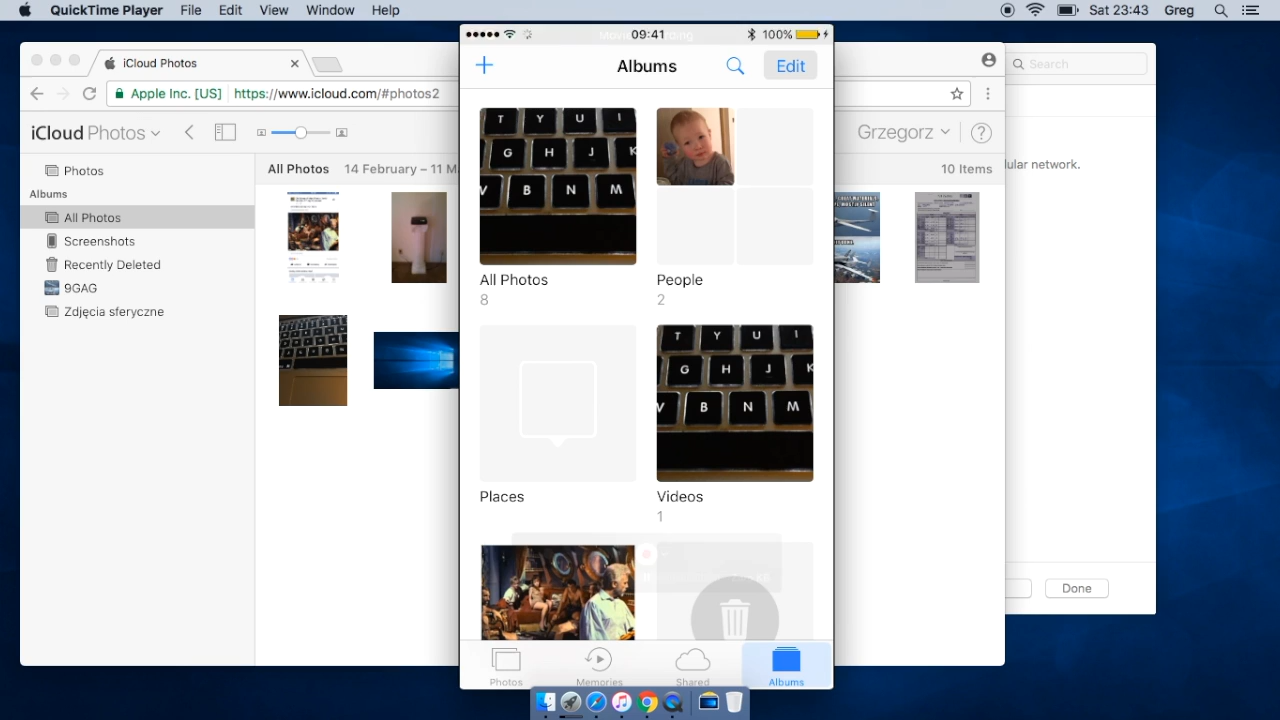 QuickTime Player File Edit View Window Help Sat 23:43 Greg
iCloud Photos
Apple Inc. [US] https://www.icloud.com/#photos2
Search
iCloud Photos
Grzegorz
?
Photos
Albums
All Photos
Screenshots
Recently Deleted
9GAG
Zdjęcia sferyczne
All Photos 14 February – 11 M
10 Items
09:41
100%
Albums
Edit
T Y U I
G H J K
V B N M
All Photos
8
People
2
Places
T Y U I
G H J K
V B N M
Videos
1
Photos
Memories
Shared
Albums
lular network.
Done